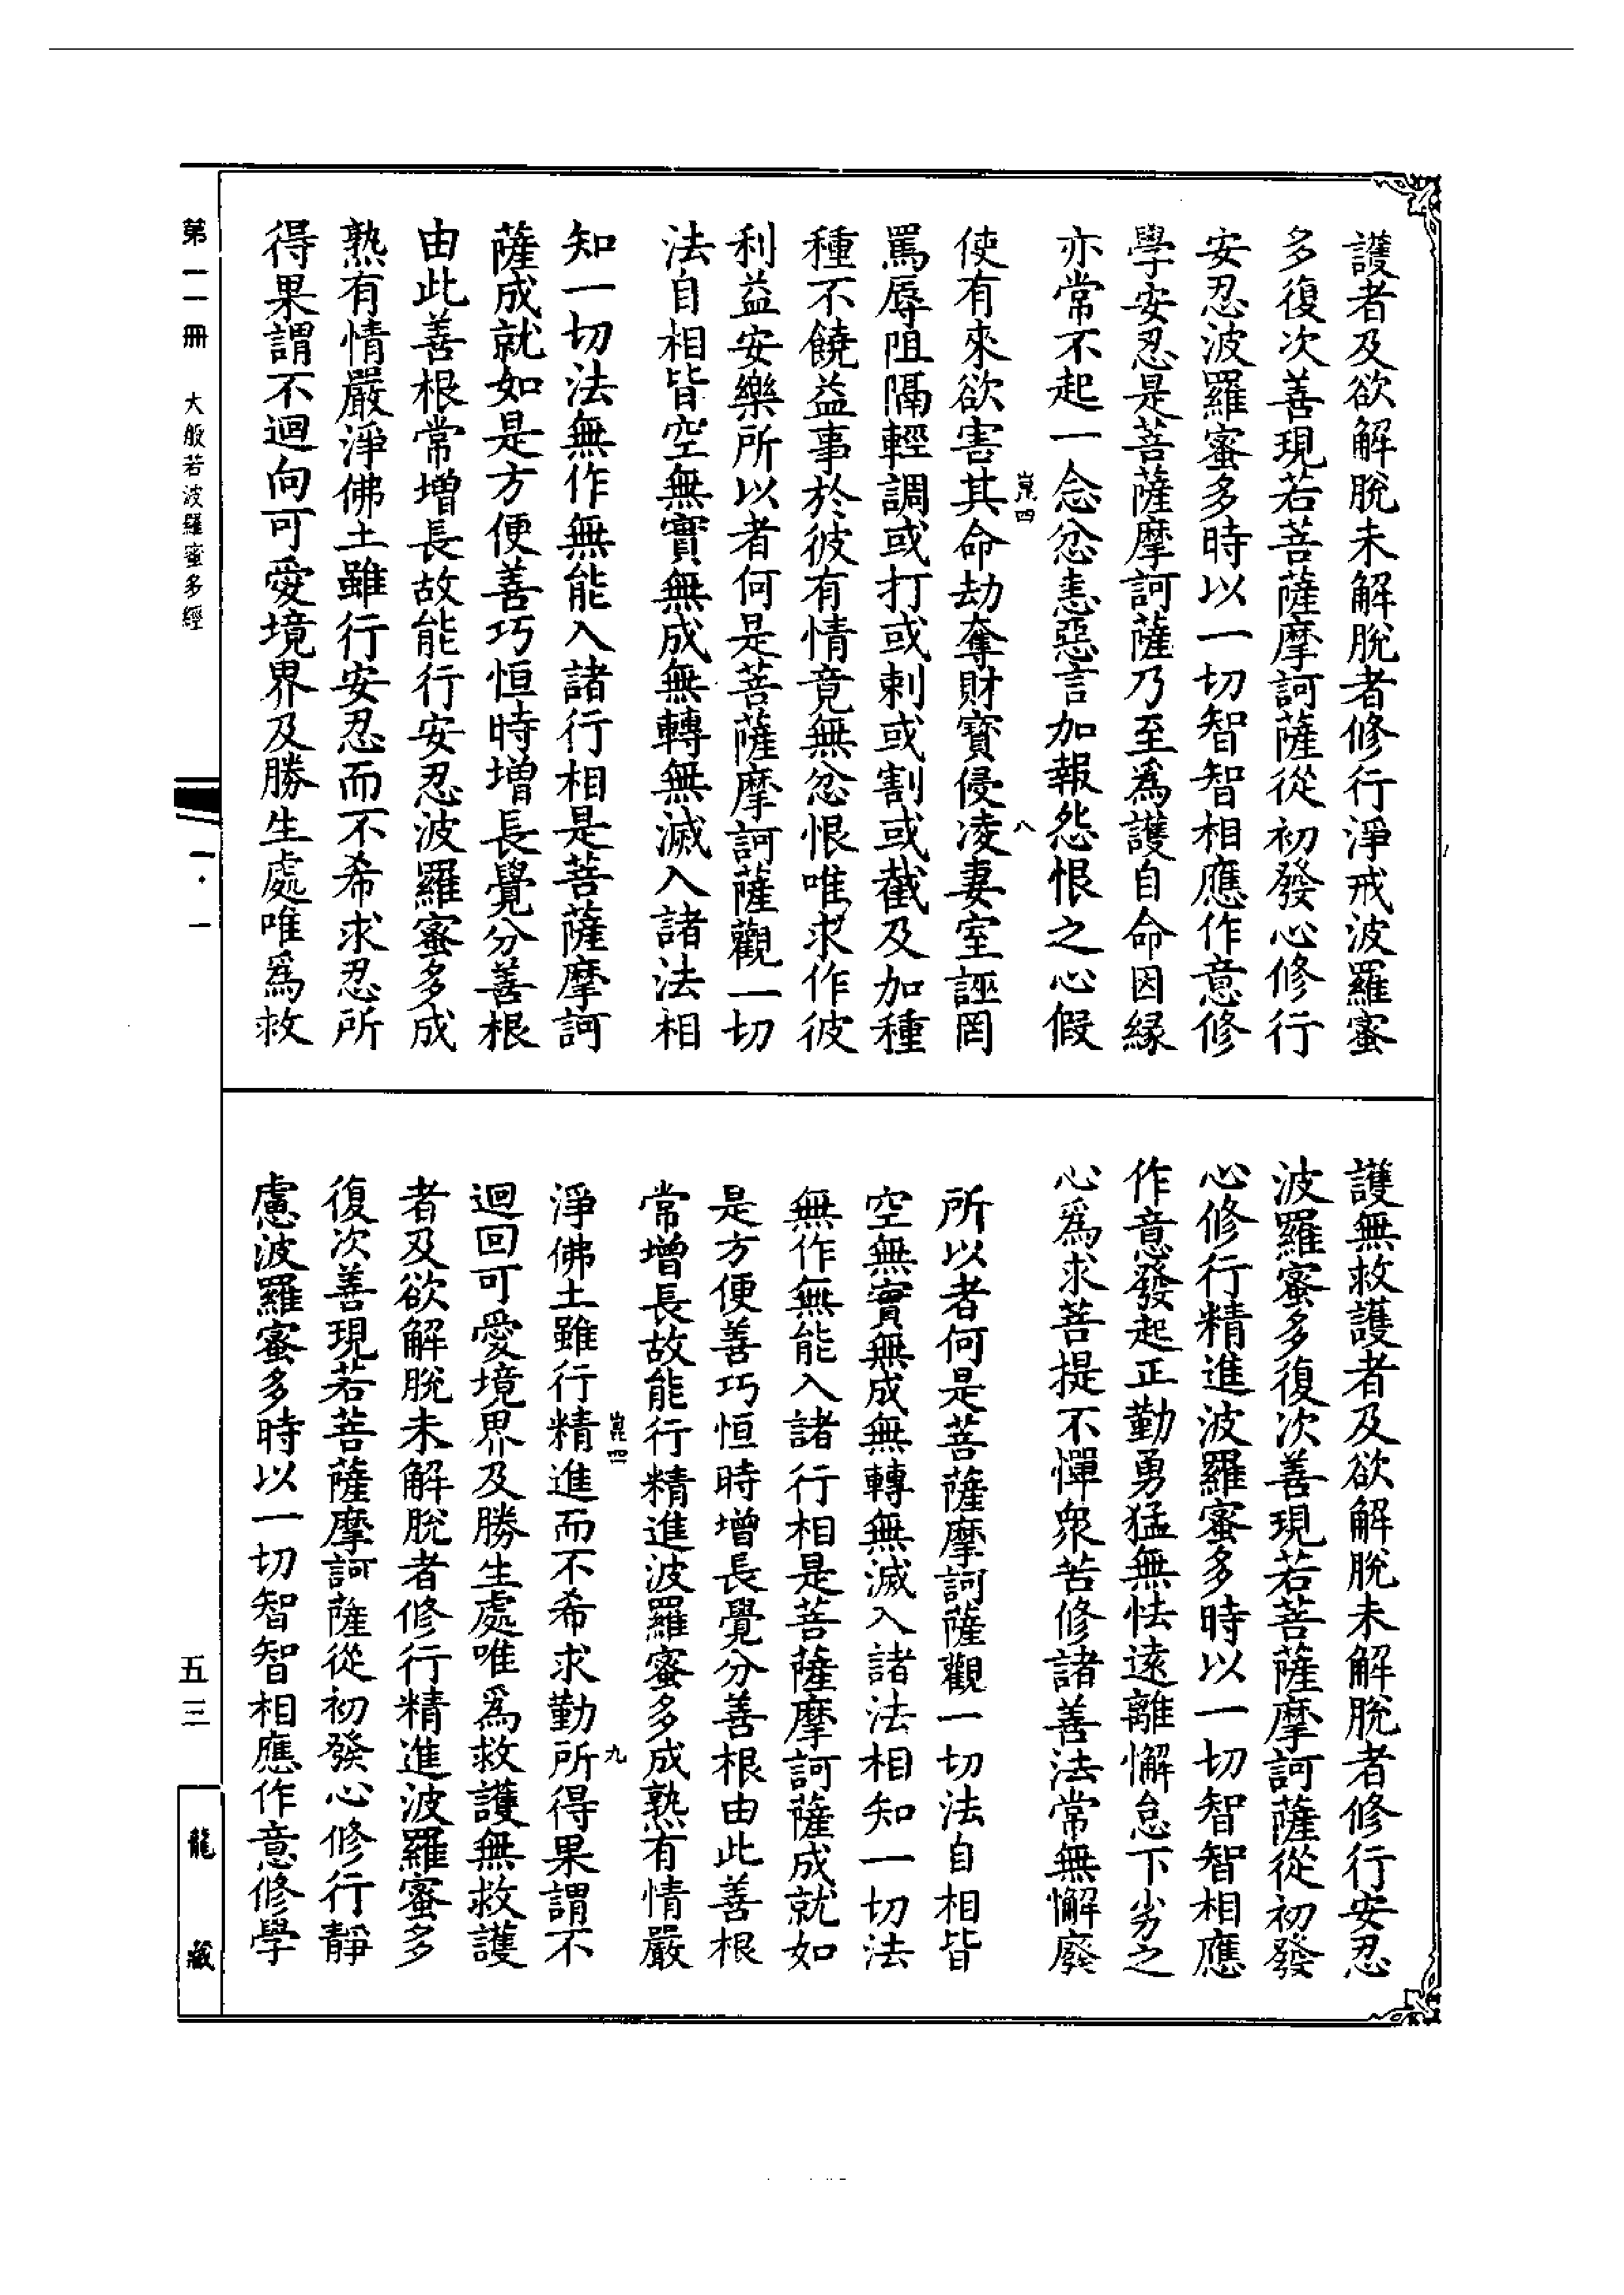 護者及欲解脫未解脫者修行淨戒波羅蜜
多復次善現若菩薩摩訶薩從初發心修行
安忍波羅蜜多時以一切智智相應作意修
學安忍是菩薩摩訶薩乃至爲護自命因緣
亦常不起一念忿恚惡言加報怨恨之心假
崑四
八
使有來欲害其命劫奪財寶侵凌妻室誣罔
罵辱阻隔輕調或打或刺或割或截及加種
種不饒益事於彼有情竟無忿恨唯求作彼
利益安樂所以者何是菩薩摩訶薩觀一切
法自相皆空無實無成無轉無滅入諸法相
知一切法無作無能入諸行相是菩薩摩訶
薩成就如是方便善巧恒時增長覺分善根
由此善根常增長故能行安忍波羅蜜多成
熟有情嚴淨佛土雖行安忍而不希求忍所
得果謂不迴向可愛境界及勝生處唯爲救
護無救護者及欲解脫未解脫者修行安忍
波羅蜜多復次善現若菩薩摩訶薩從初發
心修行精進波羅蜜多時以一切智智相應
作意發起正勤勇猛無怯遠離懈怠下劣之
心爲求菩提不憚衆苦修諸善法常無懈廢
所以者何是菩薩摩訶薩觀一切法自相皆
空無實無成無轉無滅入諸法相知一切法
無作無能入諸行相是菩薩摩訶薩成就如
是方便善巧恒時增長覺分善根由此善根
常增長故能行精進波羅蜜多成熟有情嚴
崑四
九
淨佛土雖行精進而不希求勤所得果謂不
迴回可愛境界及勝生處唯爲救護無救護
者及欲解脫未解脫者修行精進波羅蜜多
復次善現若菩薩摩訶薩從初發心修行靜
慮波羅蜜多時以一切智智相應作意修學
第一一冊 大般若波羅蜜多經
一·一
五三
龍藏